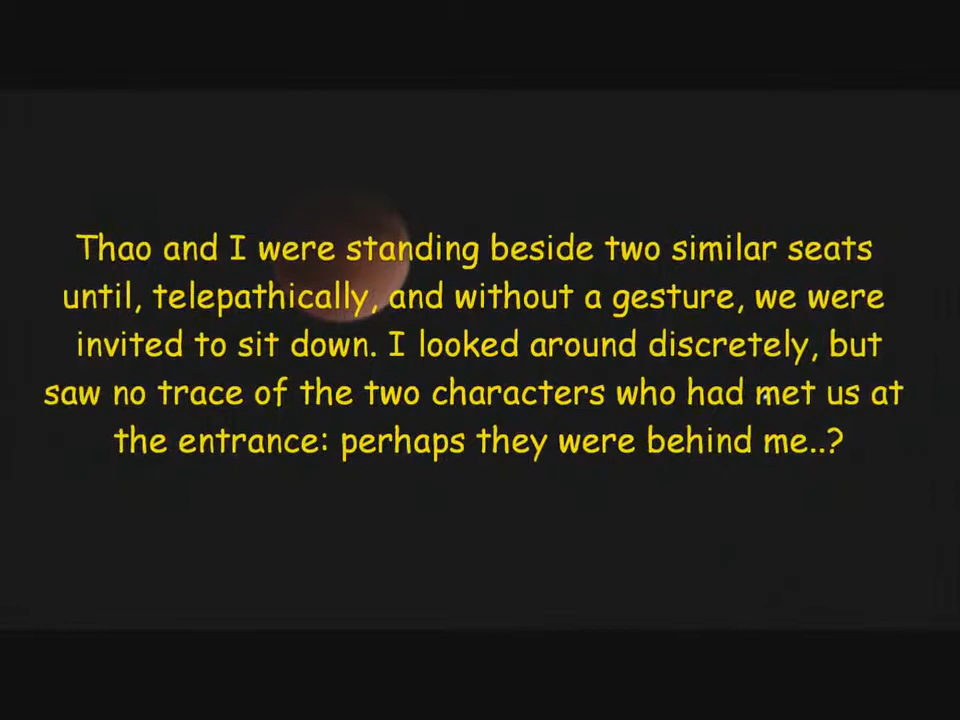 Thao and I were standing beside two similar seats
until, telepathically, and without a gesture, we were
invited to sit down. I looked around discretely, but
saw no trace of the two characters who had met us at
the entrance: perhaps they were behind me..?